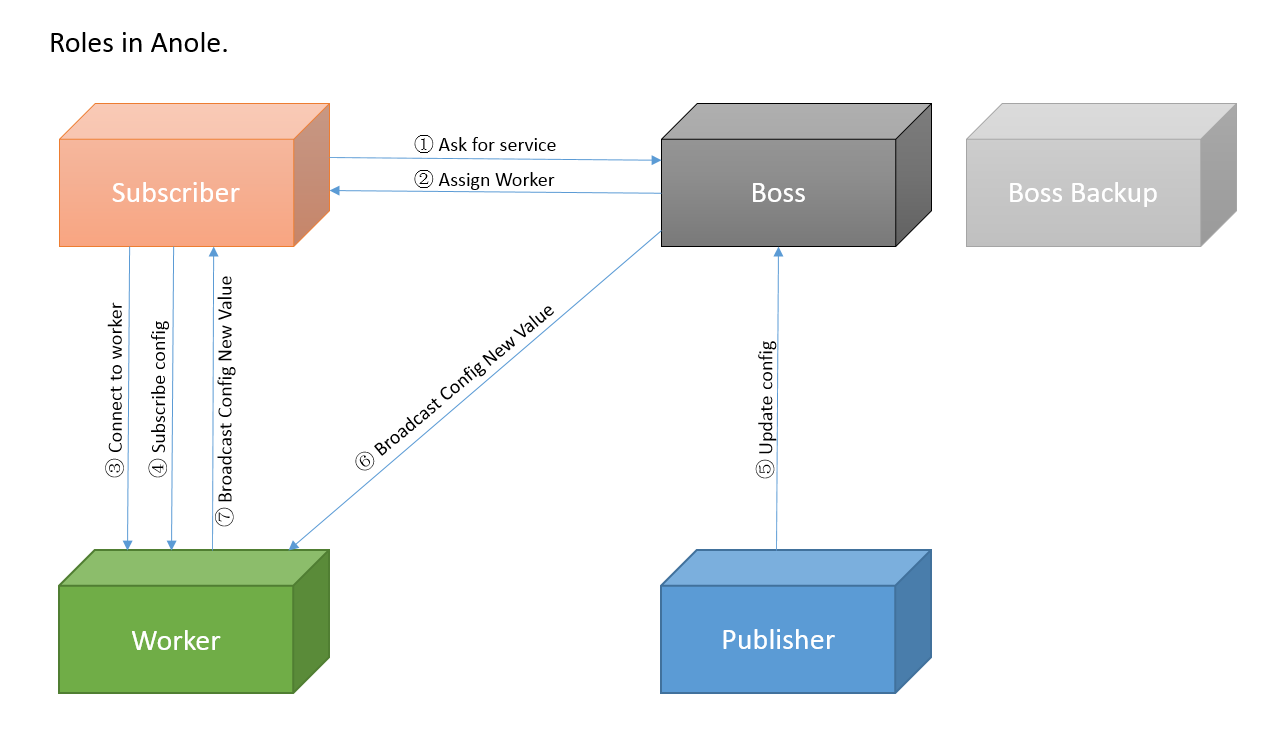 Roles in Anole.
① Ask for service
② Assign Worker
Subscriber
Boss
Boss Backup
③ Connect to worker
④ Subscribe config
⑦ Broadcast Config New Value
⑥ Broadcast Config New Value
⑤ Update config
Worker
Publisher